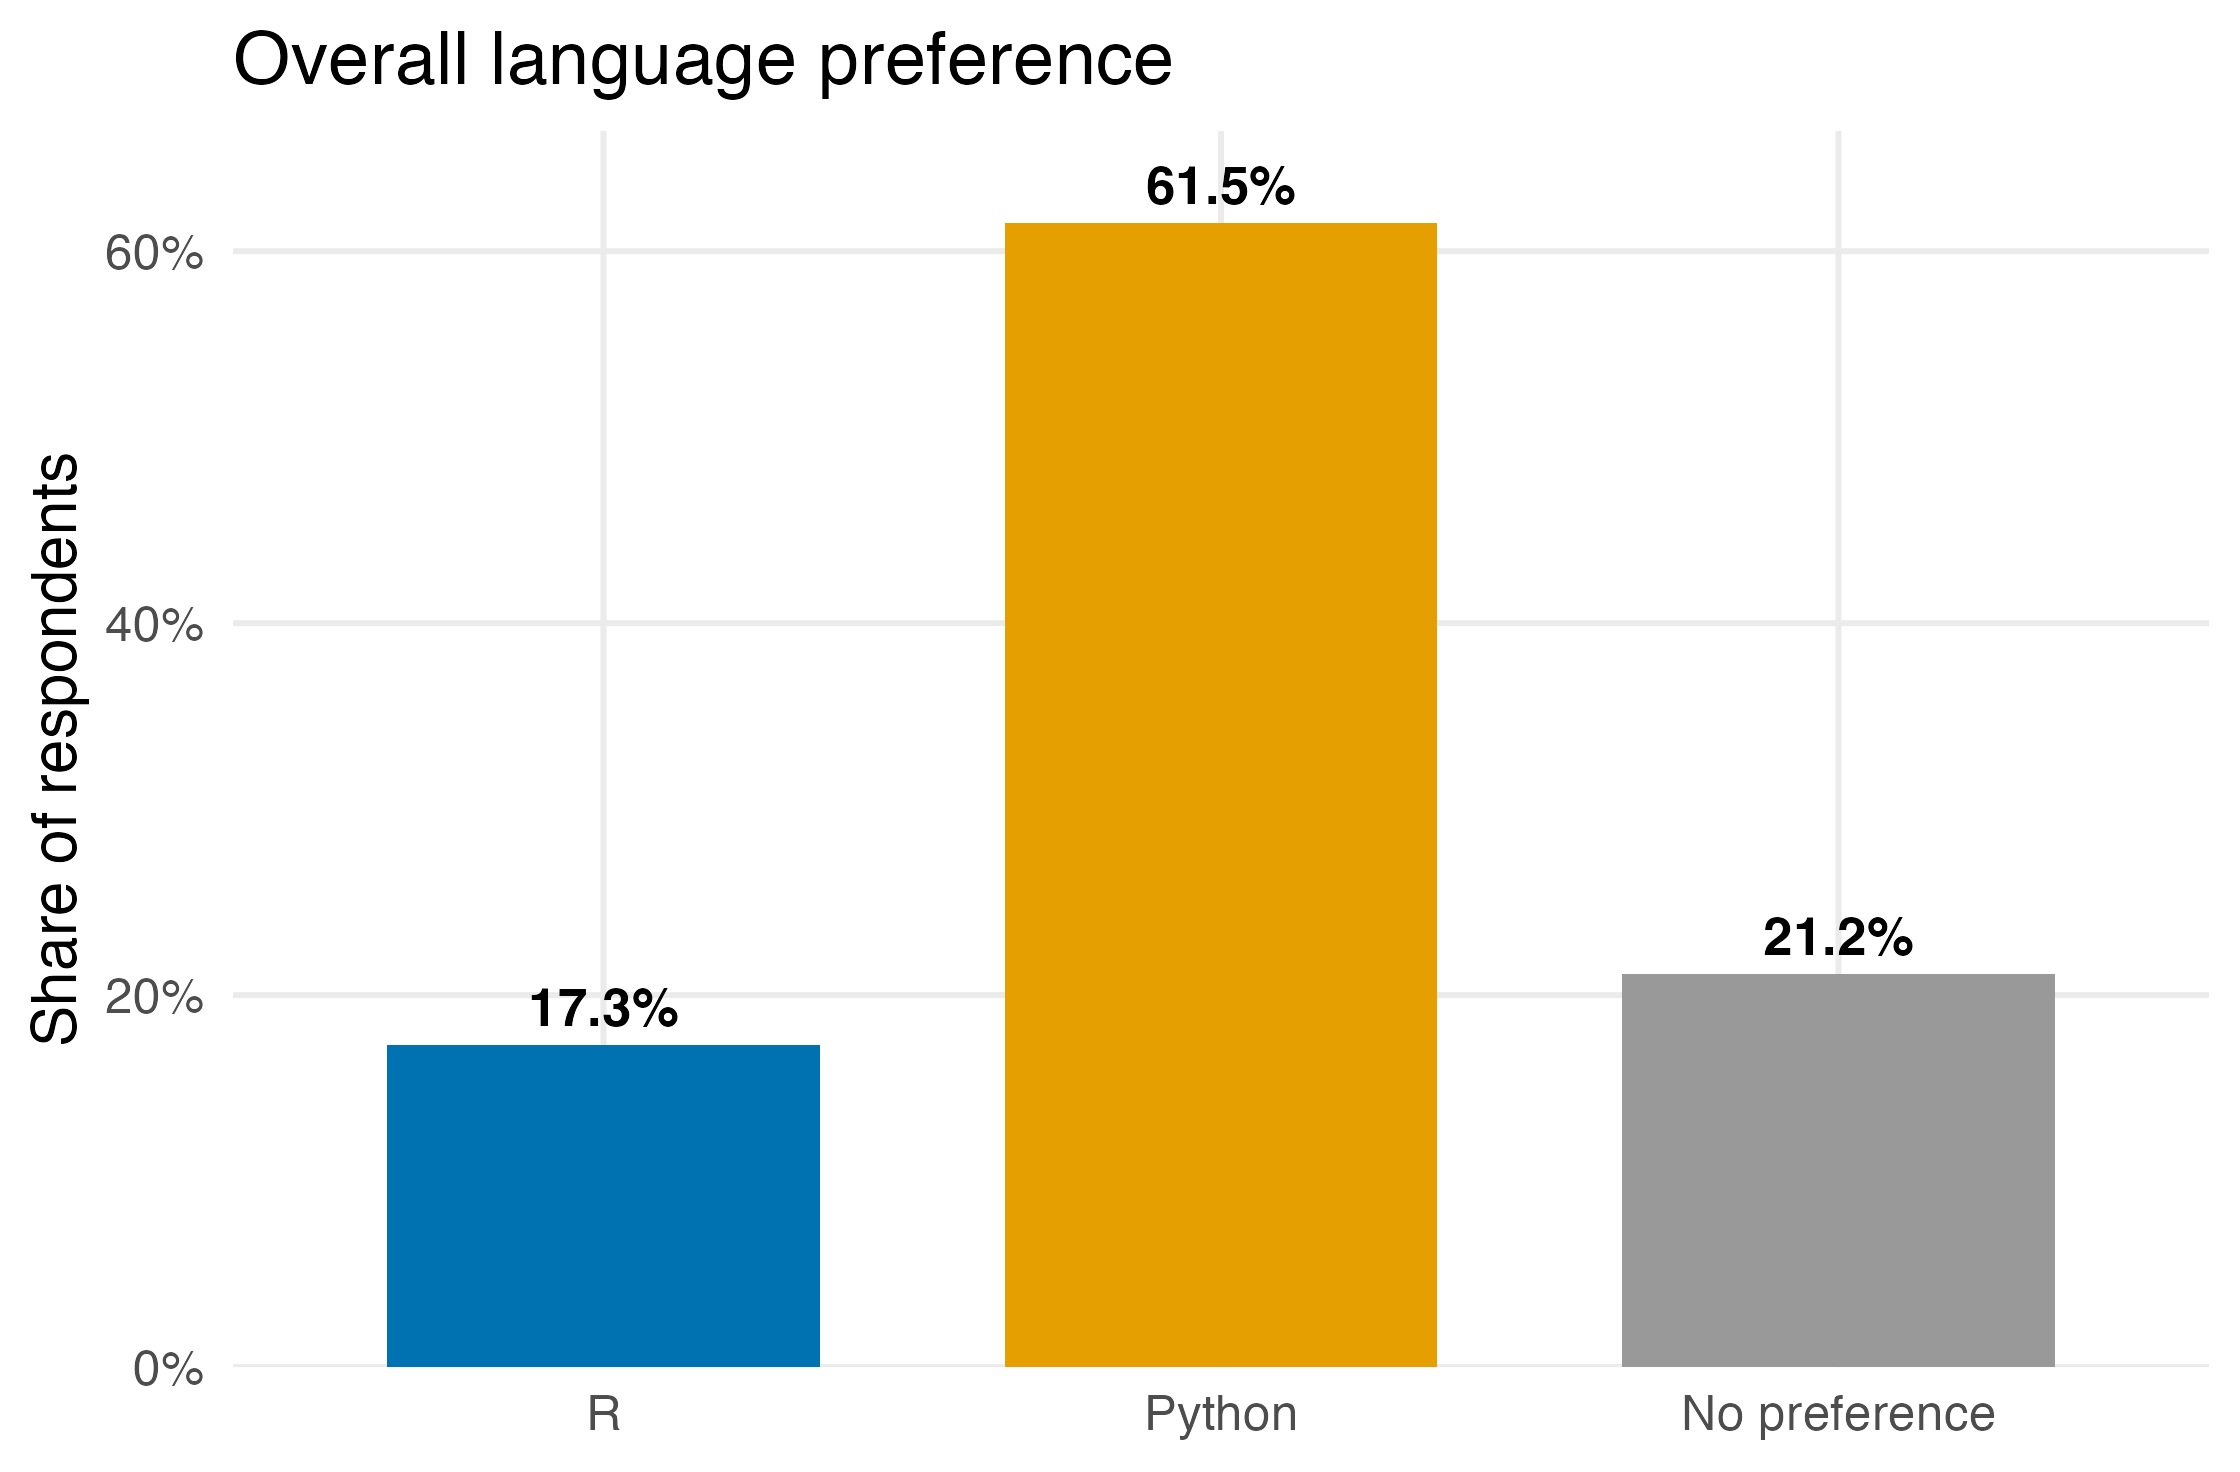 Overall language preference
Share of respondents
60%
40%
20%
0%
17.3%
61.5%
21.2%
R
Python
No preference